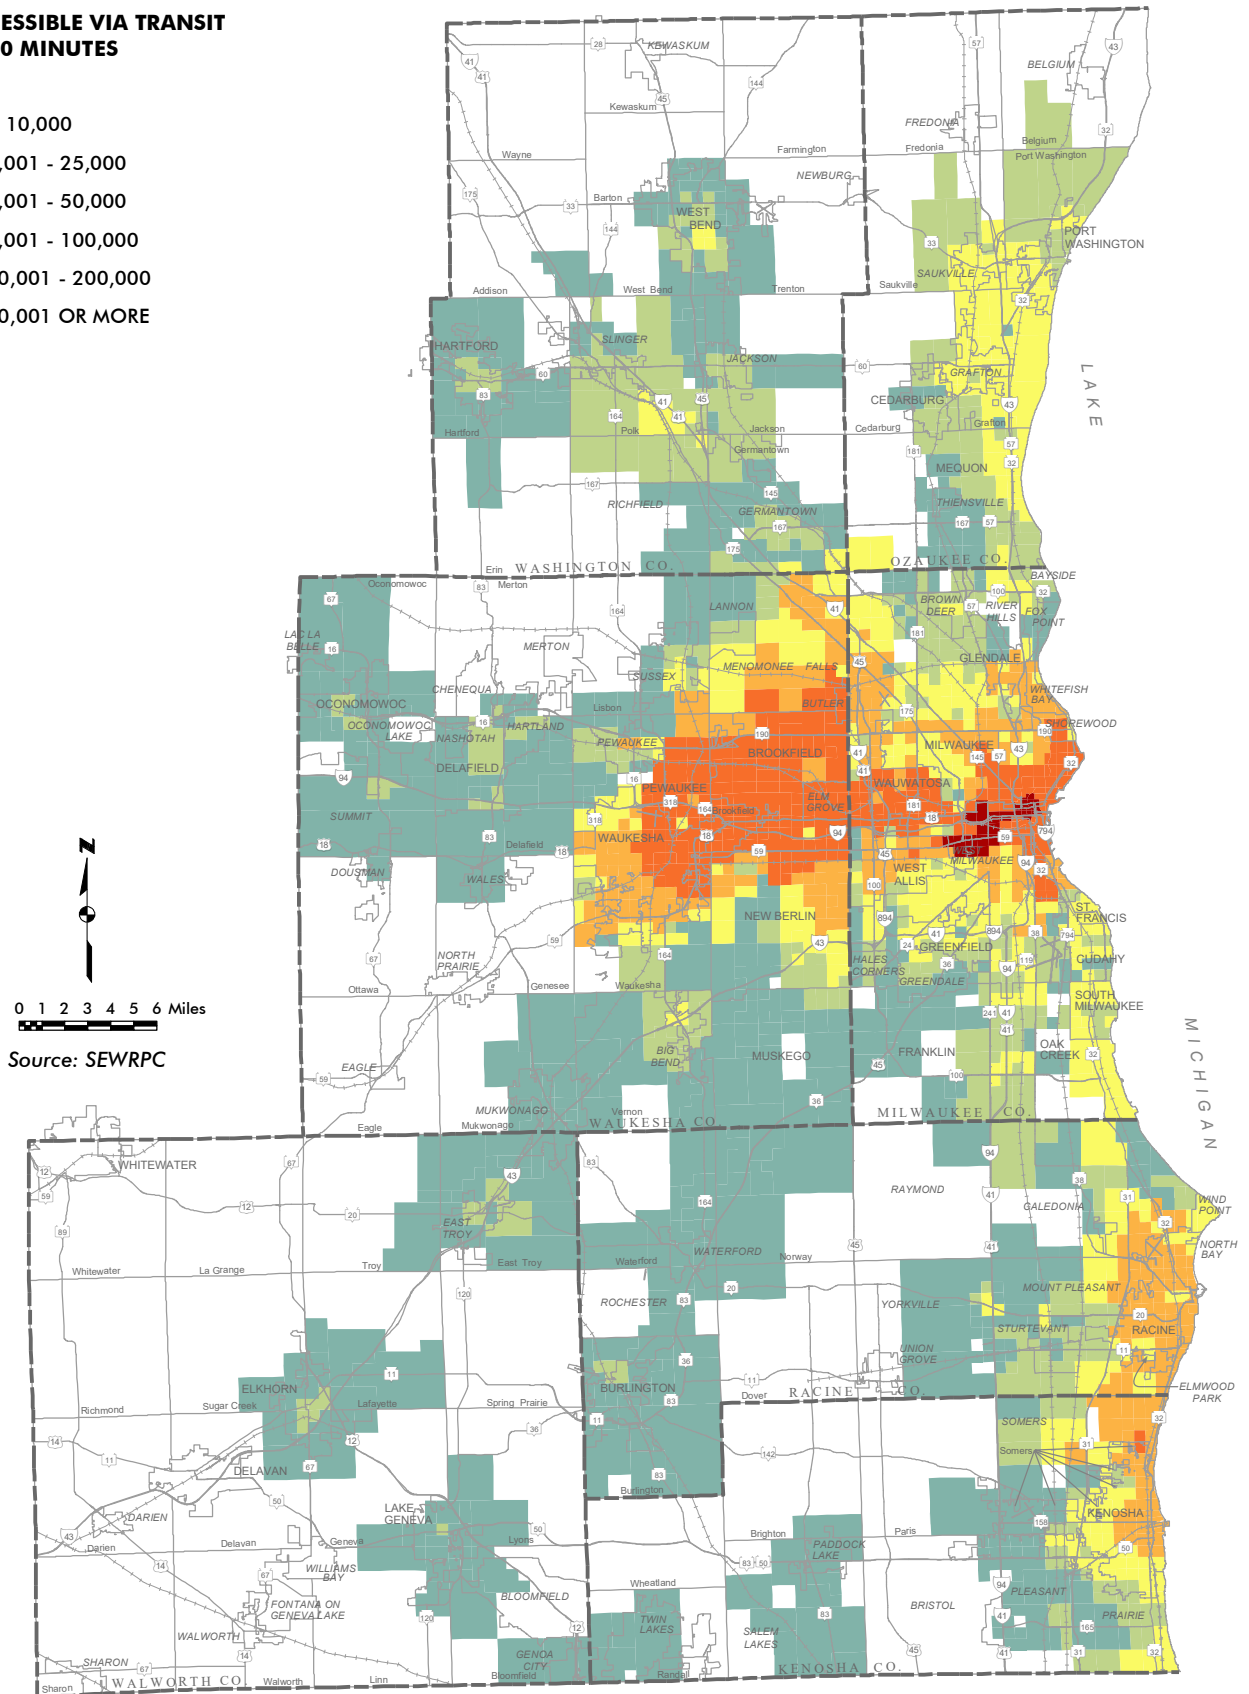 ESSIBLE VIA TRANSIT
0 MINUTES
10,000
,001 - 25,000
,001 - 50,000
,001 - 100,000
0,001 - 200,000
0,001 OR MORE
KEWASKUM
BELGIUM
Kewaskum
FREDONIA
Belgium
Wayne
Farmington
Fredonia
Port Washington
NEWBURG
Barton
WEST
BEND
PORT
WASHINGTON
SAUKVILLE
Addison
West Bend
Trenton
Saukville
HARTFORD
SLINGER
JACKSON
GRAFTON
CEDARBURG
LAKE
Hartford
Polk
Jackson
Cedarburg
Grafton
Germantown
MEQUON
RICHFIELD
GERMANTOWN
THIENSVILLE
Erin
WASHINGTON CO.
OZAUKEE CO.
Oconomowoc
Merton
BAYSIDE
LANNON
BROWN
DEER
RIVER
HILLS
FOX
POINT
LAC LA
BELLE
MERTON
GLENDALE
SUSSEX
MENOMONEE FALLS
CHENEQUA
WHITEFISH
BAY
OCONOMOWOC
Lisbon
BUTLER
OCONOMOWOC
LAKE
NASHOTAH
HARTLAND
SHOREWOOD
PEWAUKEE
BROOKFIELD
MILWAUKEE
DELAFIELD
PEWAUKEE
WAUWATOSA
ELM
GROVE
Brookfield
SUMMIT
WAUKESHA
Delafield
WEST
MILWAUKEE
WEST
ALLIS
DOUSMAN
WALES
NEW BERLIN
ST.
FRANCIS
N
NORTH
PRAIRIE
GREENFIELD
HALES
CORNERS
CUDAHY
GREENDALE
Ottawa
Genesee
Waukesha
SOUTH
MILWAUKEE
0 1 2 3 4 5 6 Miles
Source: SEWRPC
BIG
BEND
MUSKEGO
FRANKLIN
OAK
CREEK
MICHIGAN
EAGLE
MUKWONAGO
Vernon
Eagle
Mukwonago
WAUKESHA CO.
MILWAUKEE CO.
WHITEWATER
RAYMOND
CALEDONIA
WIND
POINT
EAST
TROY
NORTH
BAY
WATERFORD
Whitewater
La Grange
Troy
East Troy
Waterford
Norway
ROCHESTER
YORKVILLE
MOUNT PLEASANT
STURTEVANT
RACINE
UNION
GROVE
ELKHORN
BURLINGTON
Dover
RACINE CO.
ELMWOOD
PARK
Richmond
Sugar Creek
Lafayette
Spring Prairie
SOMERS
Somers
DELAVAN
Burlington
LAKE
GENEVA
DARIEN
KENOSHA
Darien
Delavan
Geneva
Lyons
Brighton
Paris
PADDOCK
LAKE
WILLIAMS
BAY
Wheatland
BLOOMFIELD
PLEASANT PRAIRIE
FONTANA ON
GENEVA LAKE
TWIN
LAKES
SALEM
LAKES
BRISTOL
WALWORTH
GENOA
CITY
SHARON
Sharon
WALWORTH CO.
Walworth
Linn
Bloomfield
Randall
KENOSHA CO.